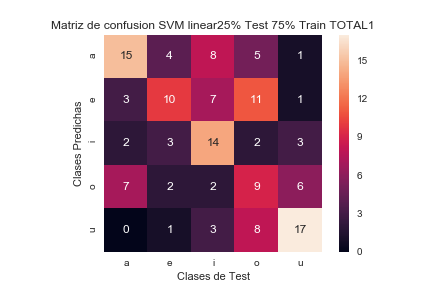 Matriz de confusion SVM linear25% Test 75% Train TOTAL1
Clases Predichas
a 15 4 8 5 1
e 3 10 7 11 1
i 2 3 14 2 3
o 7 2 2 9 6
u 0 1 3 8 17
a e i o u
Clases de Test
15
12
9
6
3
0